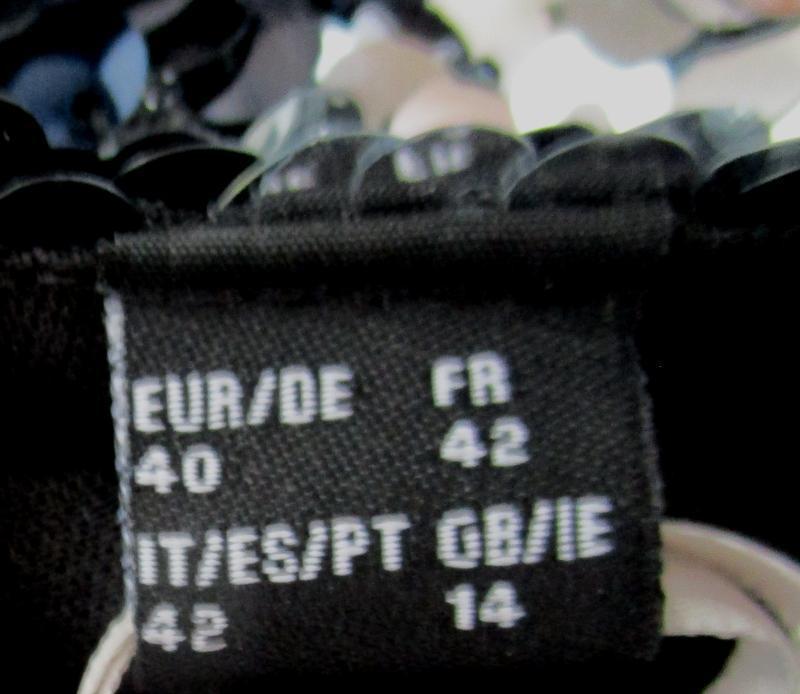 EUR/DE FR
40 42
IT/ES/PT GB/IE
42 14